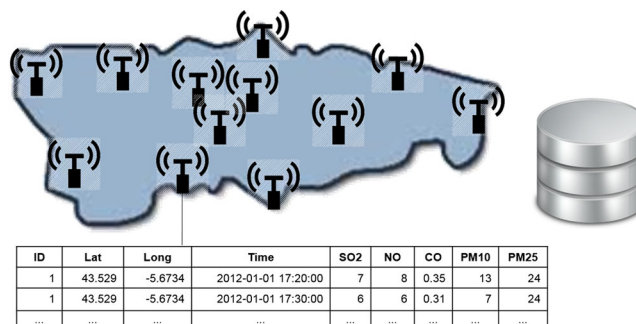 ID Lat Long Time SO2 NO CO PM10 PM25
1 43.529 -5.6734 2012-01-01 17:20:00 7 8 0.35 13 24
1 43.529 -5.6734 2012-01-01 17:30:00 6 6 0.31 7 24
... ... ... ... ... ... ... ... ...